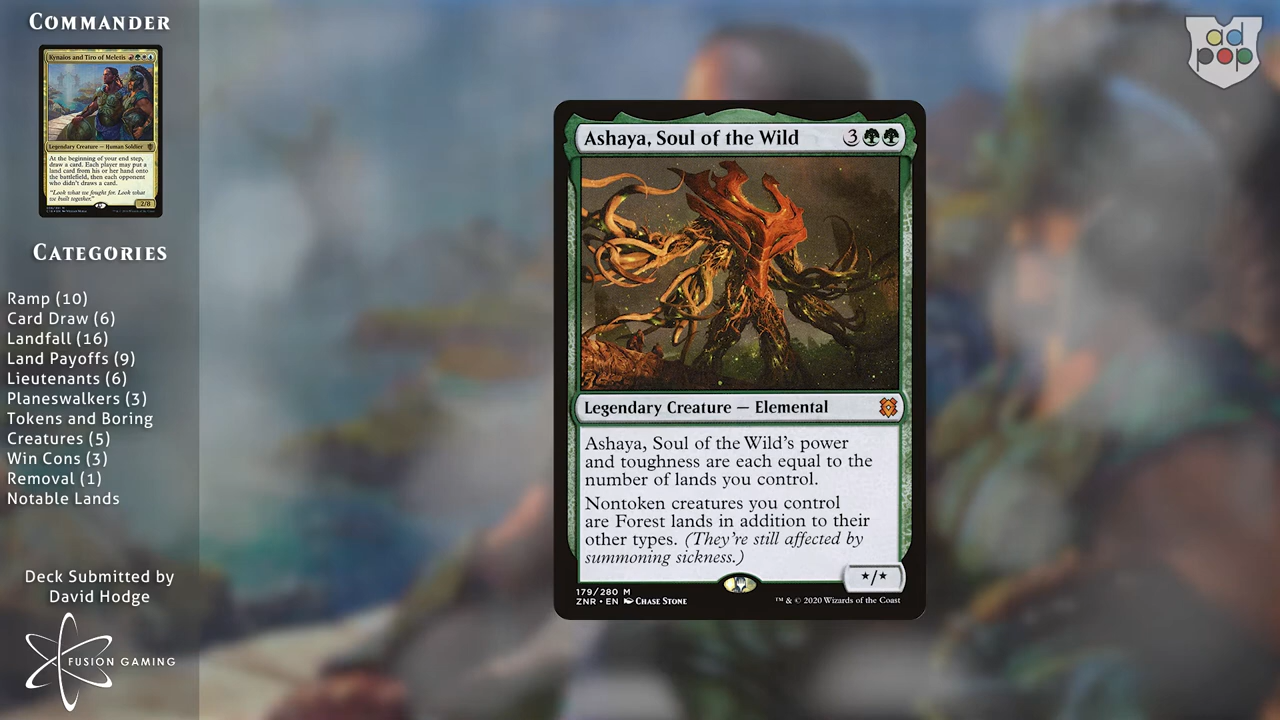 COMMANDER
Kynaios and Tiro of Meletis
Legendary Creature — Human Soldier
At the beginning of your end step,
draw a card. Each player may put a
land card from his or her hand onto
the battlefield, then each opponent
who didn't draws a card.
"Look what we fought for. Look what
we built together."
2/8
CATEGORIES
Ramp (10)
Card Draw (6)
Landfall (16)
Land Payoffs (9)
Lieutenants (6)
Planeswalkers (3)
Tokens and Boring
Creatures (5)
Win Cons (3)
Removal (1)
Notable Lands
Deck Submitted by
David Hodge
FUSION GAMING
Ashaya, Soul of the Wild 3
Legendary Creature — Elemental
Ashaya, Soul of the Wild's power
and toughness are each equal to the
number of lands you control.
Nontoken creatures you control
are Forest lands in addition to their
other types. (They're still affected by
summoning sickness.)
*/*
179/280 M
ZNR • EN CHASE STONE
™ & © 2020 Wizards of the Coast
cd
pop